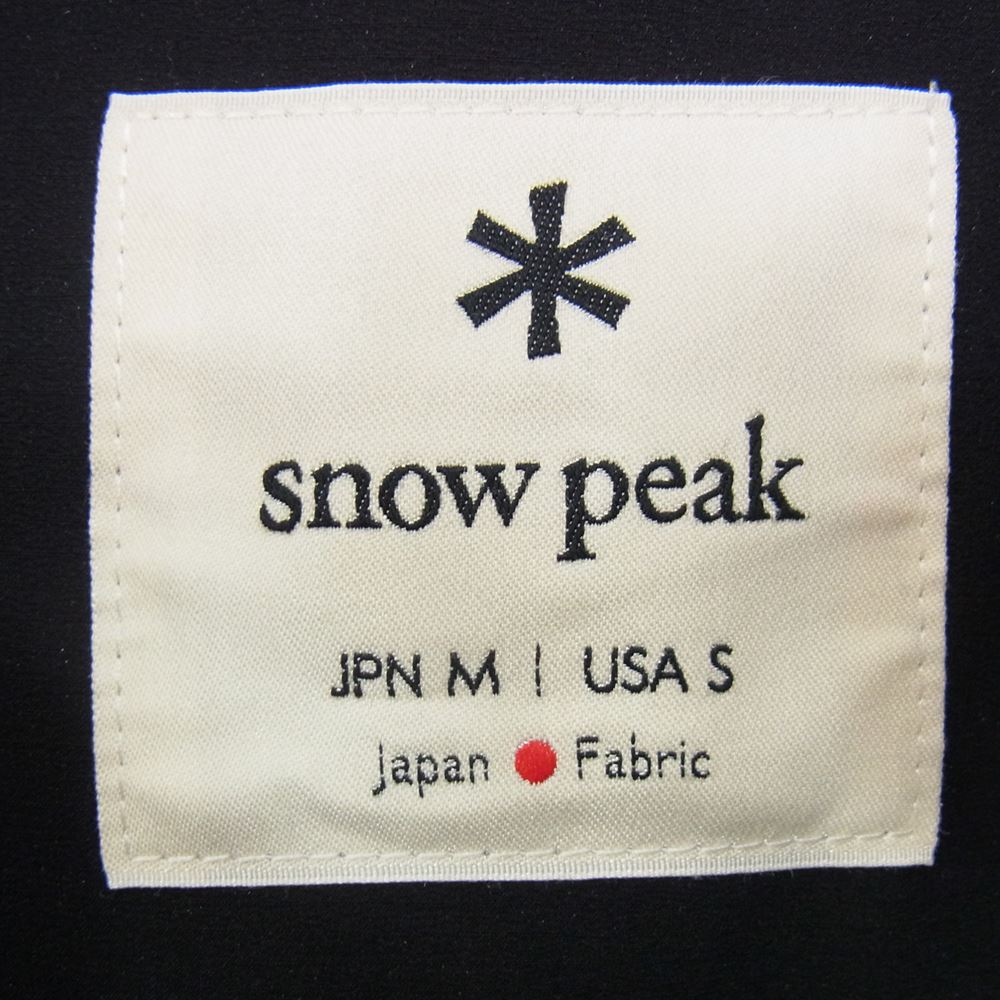 snow peak
JPN M | USA S
Japan ● Fabric